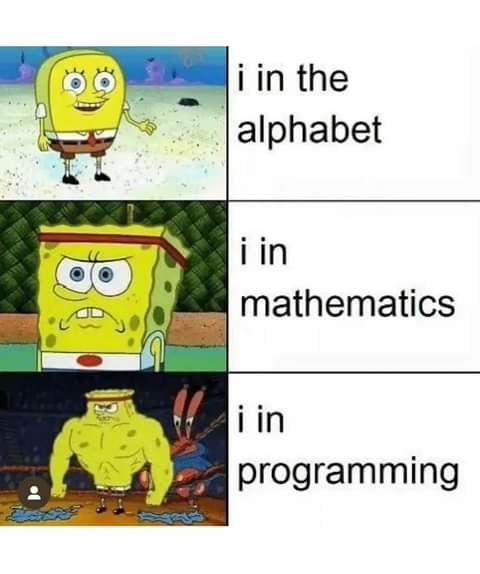 i in the
alphabet
i in
mathematics
i in
programming